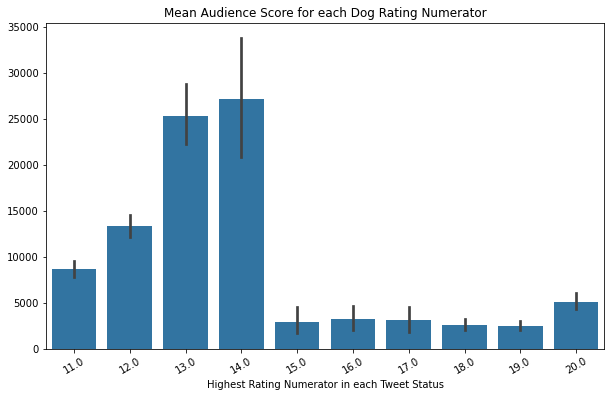 Mean Audience Score for each Dog Rating Numerator
35000
30000
25000
20000
15000
10000
5000
0
11.0 12.0 13.0 14.0 15.0 16.0 17.0 18.0 19.0 20.0
Highest Rating Numerator in each Tweet Status